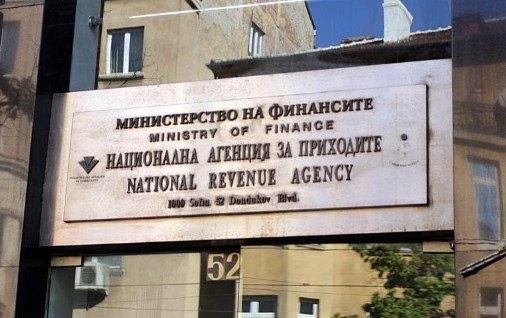 МИНИСТЕРСТВО НА ФИНАНСИТЕ
MINISTRY OF FINANCE
НАЦИОНАЛНА АГЕНЦИЯ ЗА ПРИХОДИТЕ
NATIONAL REVENUE AGENCY
1000 Sofia, 52 Dondukov, Blvd.
52